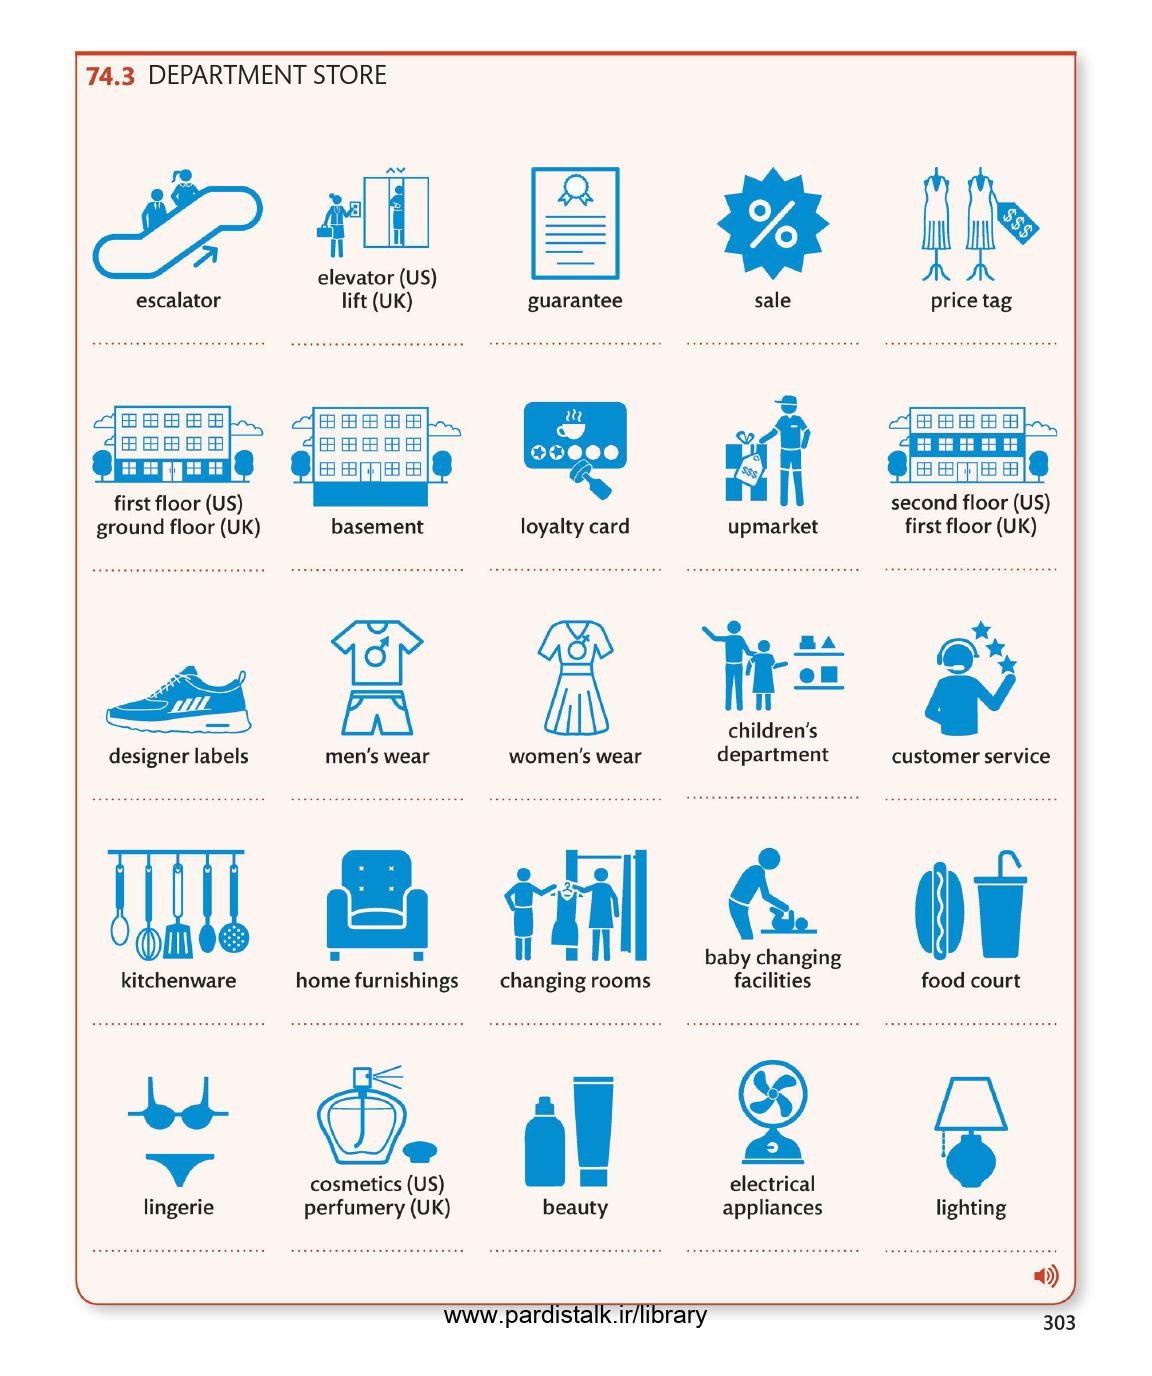 74.3 DEPARTMENT STORE
escalator
elevator (US)
lift (UK)
guarantee
sale
$$$
price tag
first floor (US)
ground floor (UK)
basement
loyalty card
$$$
upmarket
second floor (US)
first floor (UK)
designer labels
men's wear
women's wear
children's
department
customer service
kitchenware
home furnishings
changing rooms
baby changing
facilities
food court
lingerie
cosmetics (US)
perfumery (UK)
beauty
electrical
appliances
lighting
www.pardistalk.ir/library
303